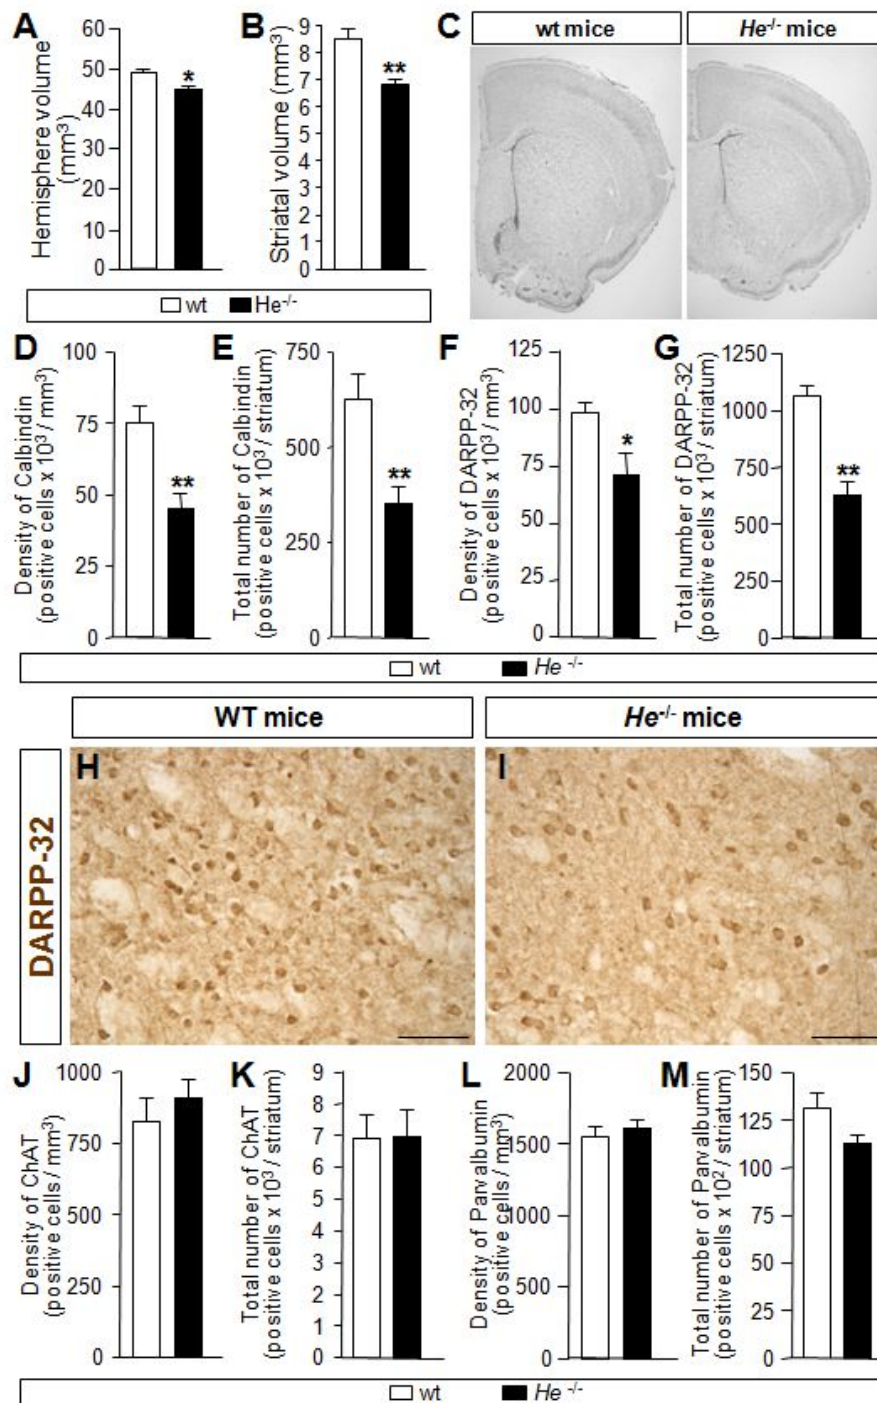 A
Hemisphere volume
(mm³)
60
50
40
30
20
10
0
*
B
Striatal volume (mm³)
9
8
7
6
5
4
3
2
1
0
**
C
wt mice
He-/- mice
wt
He-/-
D
Density of Calbindin
(positive cells x 10³ / mm³)
100
75
50
25
0
**
E
Total number of Calbindin
(positive cells x 10³ / striatum)
750
500
250
0
**
F
Density of DARPP-32
(positive cells x 10³ / mm³)
125
100
75
50
25
0
*
G
Total number of DARPP-32
(positive cells x 10³ / striatum)
1250
1000
750
500
250
0
**
wt
He -/-
WT mice
He-/- mice
DARPP-32
H
I
J
Density of ChAT
(positive cells / mm³)
1000
750
500
250
0
K
Total number of ChAT
(positive cells x 10³ / striatum)
9
8
7
6
5
4
3
2
1
0
L
Density of Parvalbumin
(positive cells / mm³)
2000
1500
1000
500
0
M
Total number of Parvalbumin
(positive cells x 10² / striatum)
150
125
100
75
50
25
0
wt
He -/-